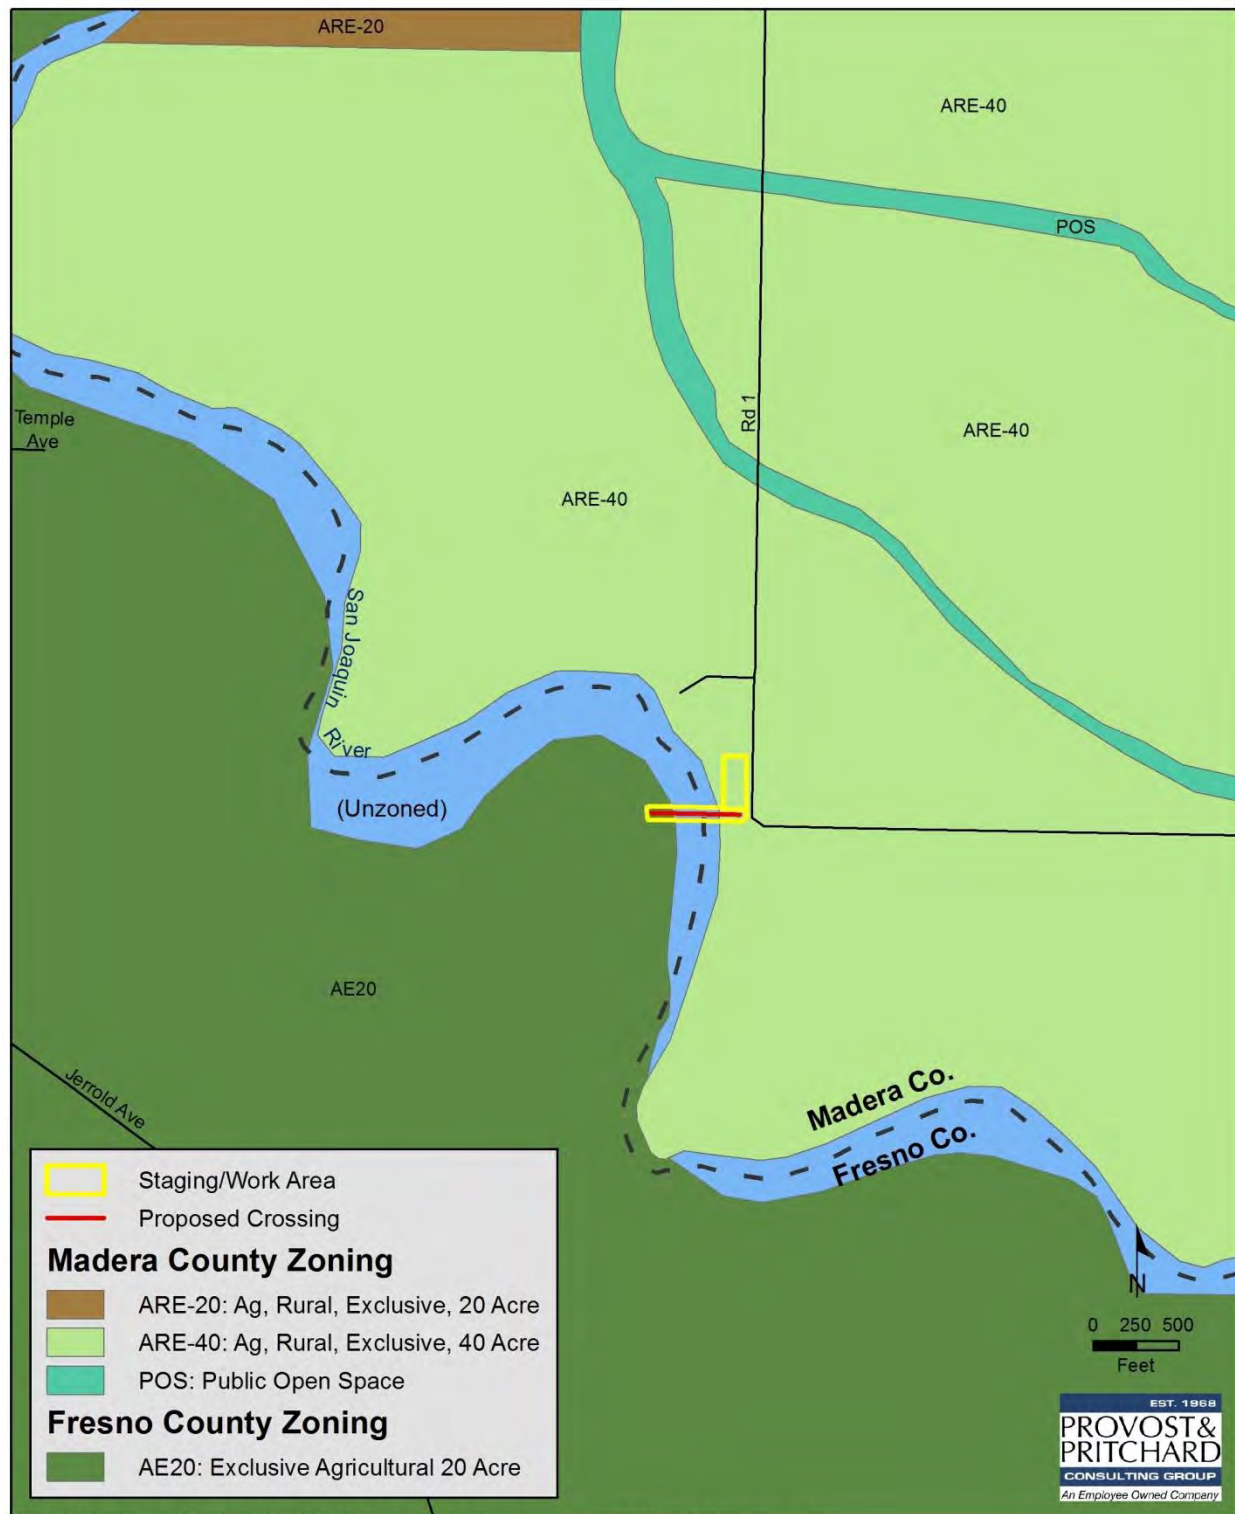 ARE-20
ARE-40
POS
Temple
Ave
Rd 1
ARE-40
ARE-40
San Joaquin
River
(Unzoned)
AE20
Jerrold Ave
Madera Co.
Fresno Co.
Staging/Work Area
Proposed Crossing
Madera County Zoning
ARE-20: Ag, Rural, Exclusive, 20 Acre
ARE-40: Ag, Rural, Exclusive, 40 Acre
POS: Public Open Space
Fresno County Zoning
AE20: Exclusive Agricultural 20 Acre
N
0 250 500
Feet
EST. 1968
PROVOST&
PRITCHARD
CONSULTING GROUP
An Employee Owned Company